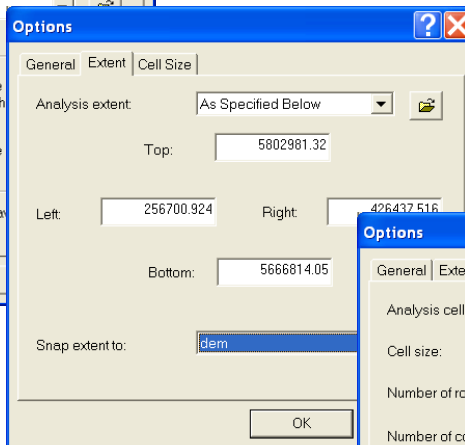 Options
General Extent Cell Size
Analysis extent: As Specified Below
Top: 5802981.32
Left: 256700.924 Right: 426437.516
Bottom: 5666814.05
Snap extent to: dem
OK
Options
General Exte
Analysis cell
Cell size:
Number of ro
Number of co